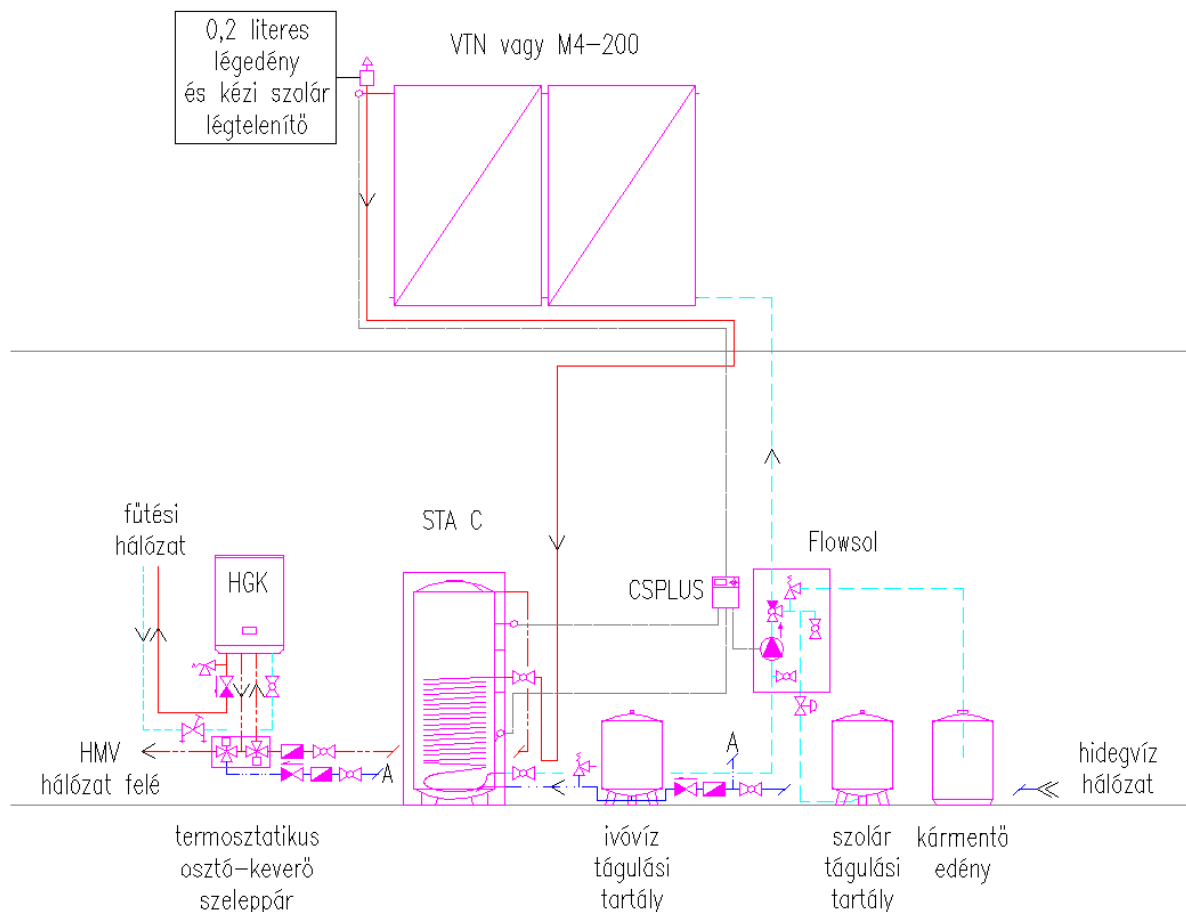 0,2 literes
légedény
és kézi szolár
légtelenítő
VTN vagy M4-200
fűtési
hálózat
HGK
STA C
CSPLUS
Flowsol
HMV
hálózat felé
A
A
hidegvíz
hálózat
termosztatikus
osztó-keverő
szeleppár
ivóvíz
tágulási
tartály
szolár
tágulási
tartály
kármentő
edény